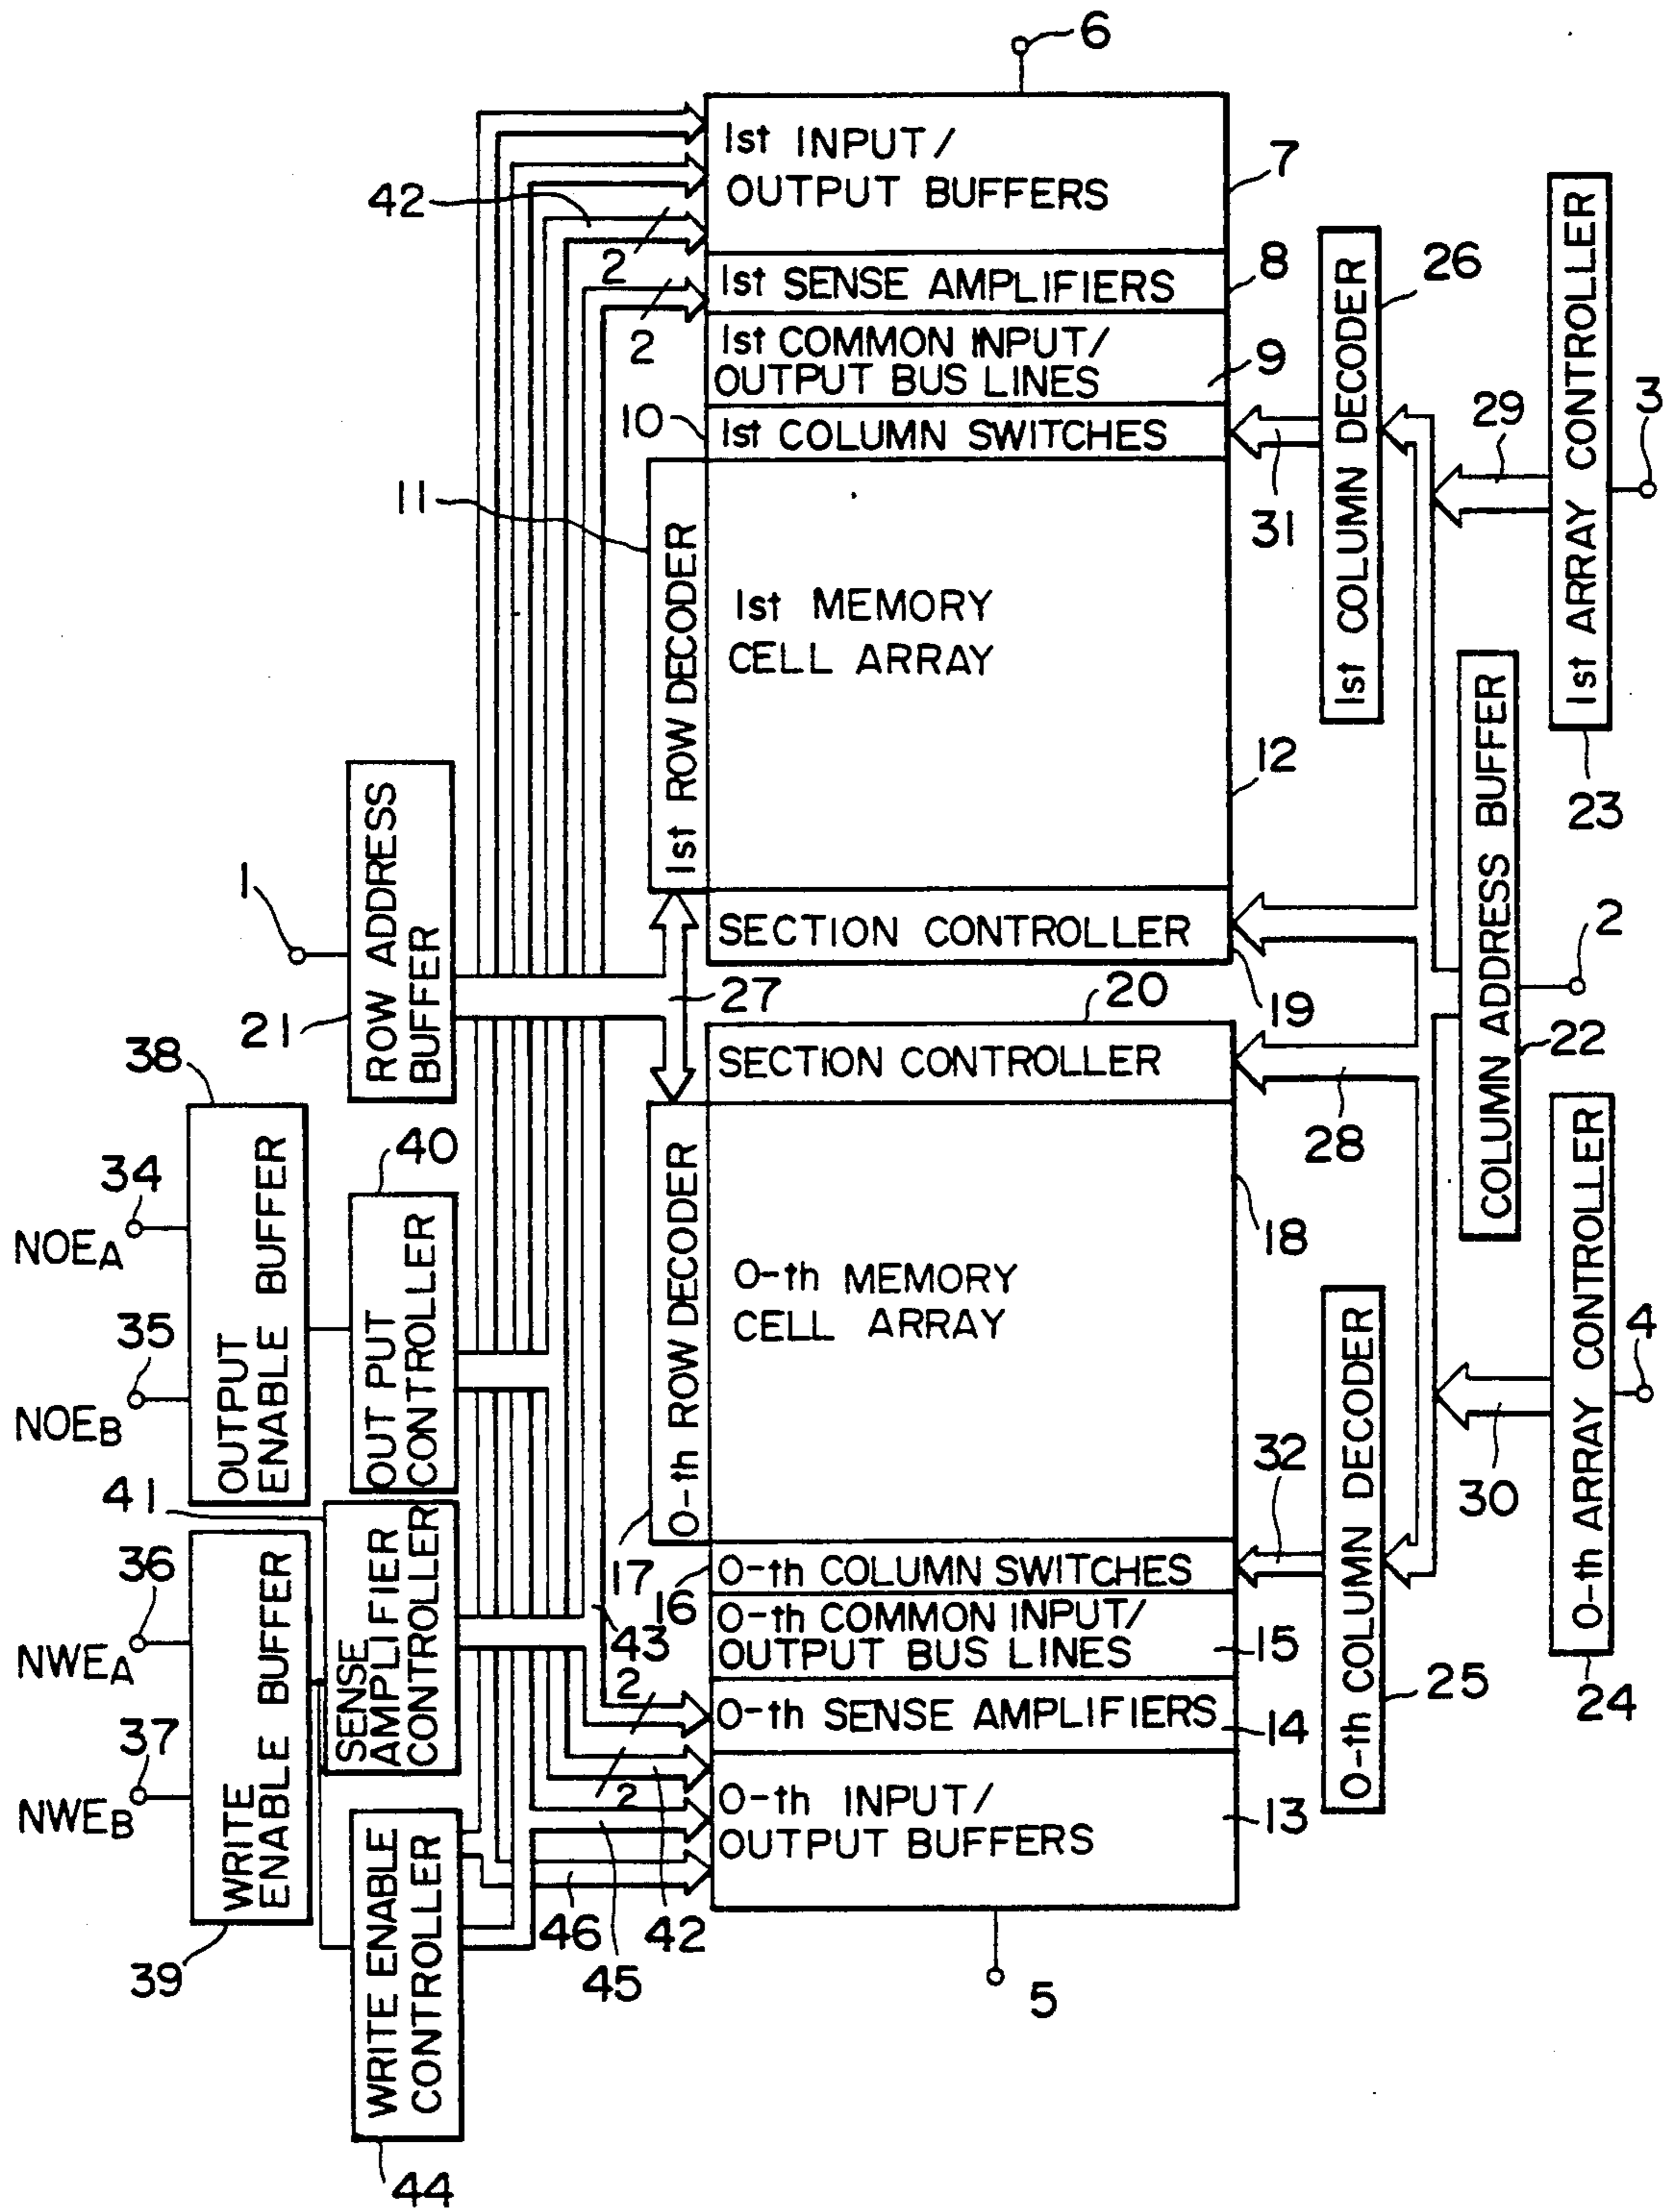 6
1st INPUT/
OUTPUT BUFFERS
7
42
2
1st SENSE AMPLIFIERS
8
2
1st COMMON INPUT/
OUTPUT BUS LINES
9
10
1st COLUMN SWITCHES
31
1st COLUMN DECODER
26
29
1st ARRAY CONTROLLER
3
23
11
1st ROW DECODER
1st MEMORY
CELL ARRAY
12
1
ROW ADDRESS
BUFFER
21
SECTION CONTROLLER
19
27
20
SECTION CONTROLLER
28
COLUMN ADDRESS BUFFER
2
22
38
34
NOEA
35
NOEB
OUTPUT
ENABLE BUFFER
40
OUT PUT
CONTROLLER
0-th ROW DECODER
17
0-th MEMORY
CELL ARRAY
18
0-th ARRAY CONTROLLER
4
24
30
32
0-th COLUMN DECODER
25
16
0-th COLUMN SWITCHES
0-th COMMON INPUT/
OUTPUT BUS LINES
15
41
36
NWEA
37
NWEB
WRITE
ENABLE BUFFER
39
SENSE
AMPLIFIER
CONTROLLER
43
2
0-th SENSE AMPLIFIERS
14
2
0-th INPUT/
OUTPUT BUFFERS
13
42
45
46
WRITE ENABLE
CONTROLLER
44
5